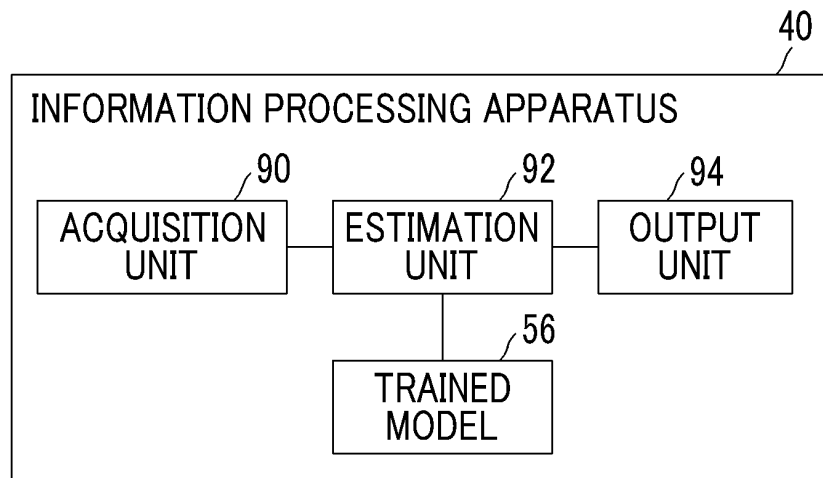 40
INFORMATION PROCESSING APPARATUS
90
ACQUISITION
UNIT
92
ESTIMATION
UNIT
94
OUTPUT
UNIT
56
TRAINED
MODEL